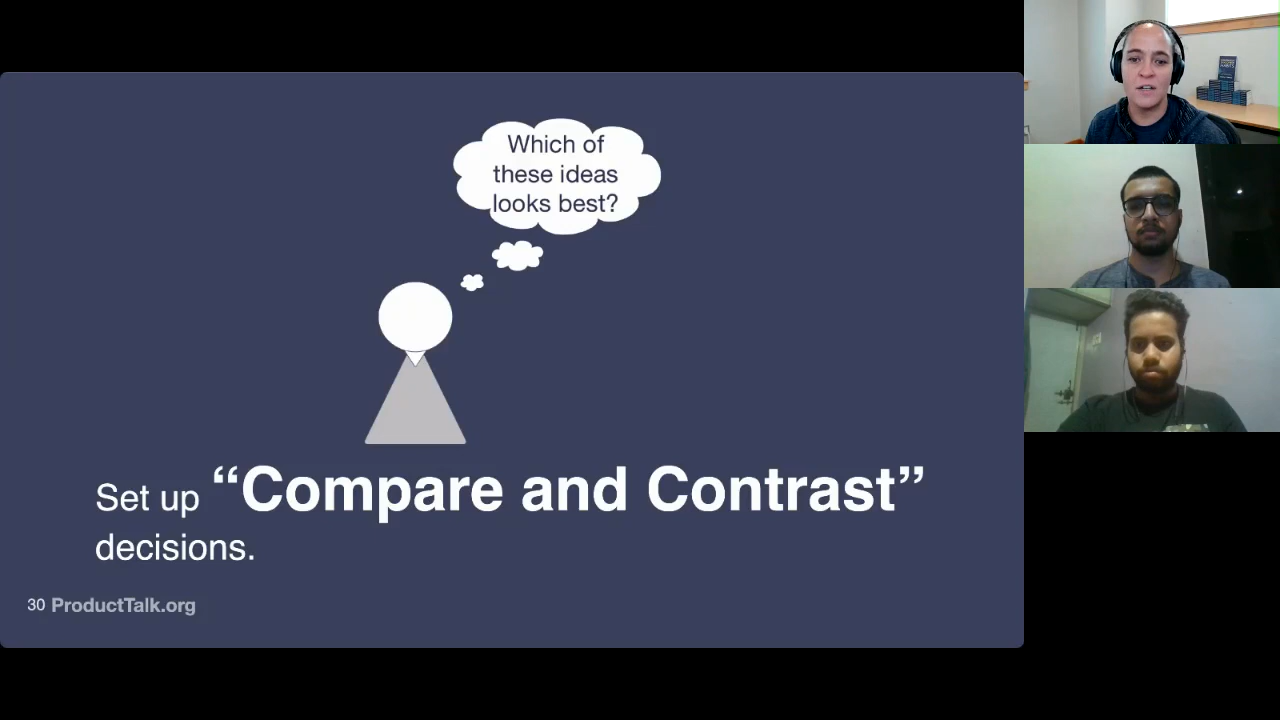 Which of
these ideas
looks best?
Set up “Compare and Contrast”
decisions.
30 ProductTalk.org